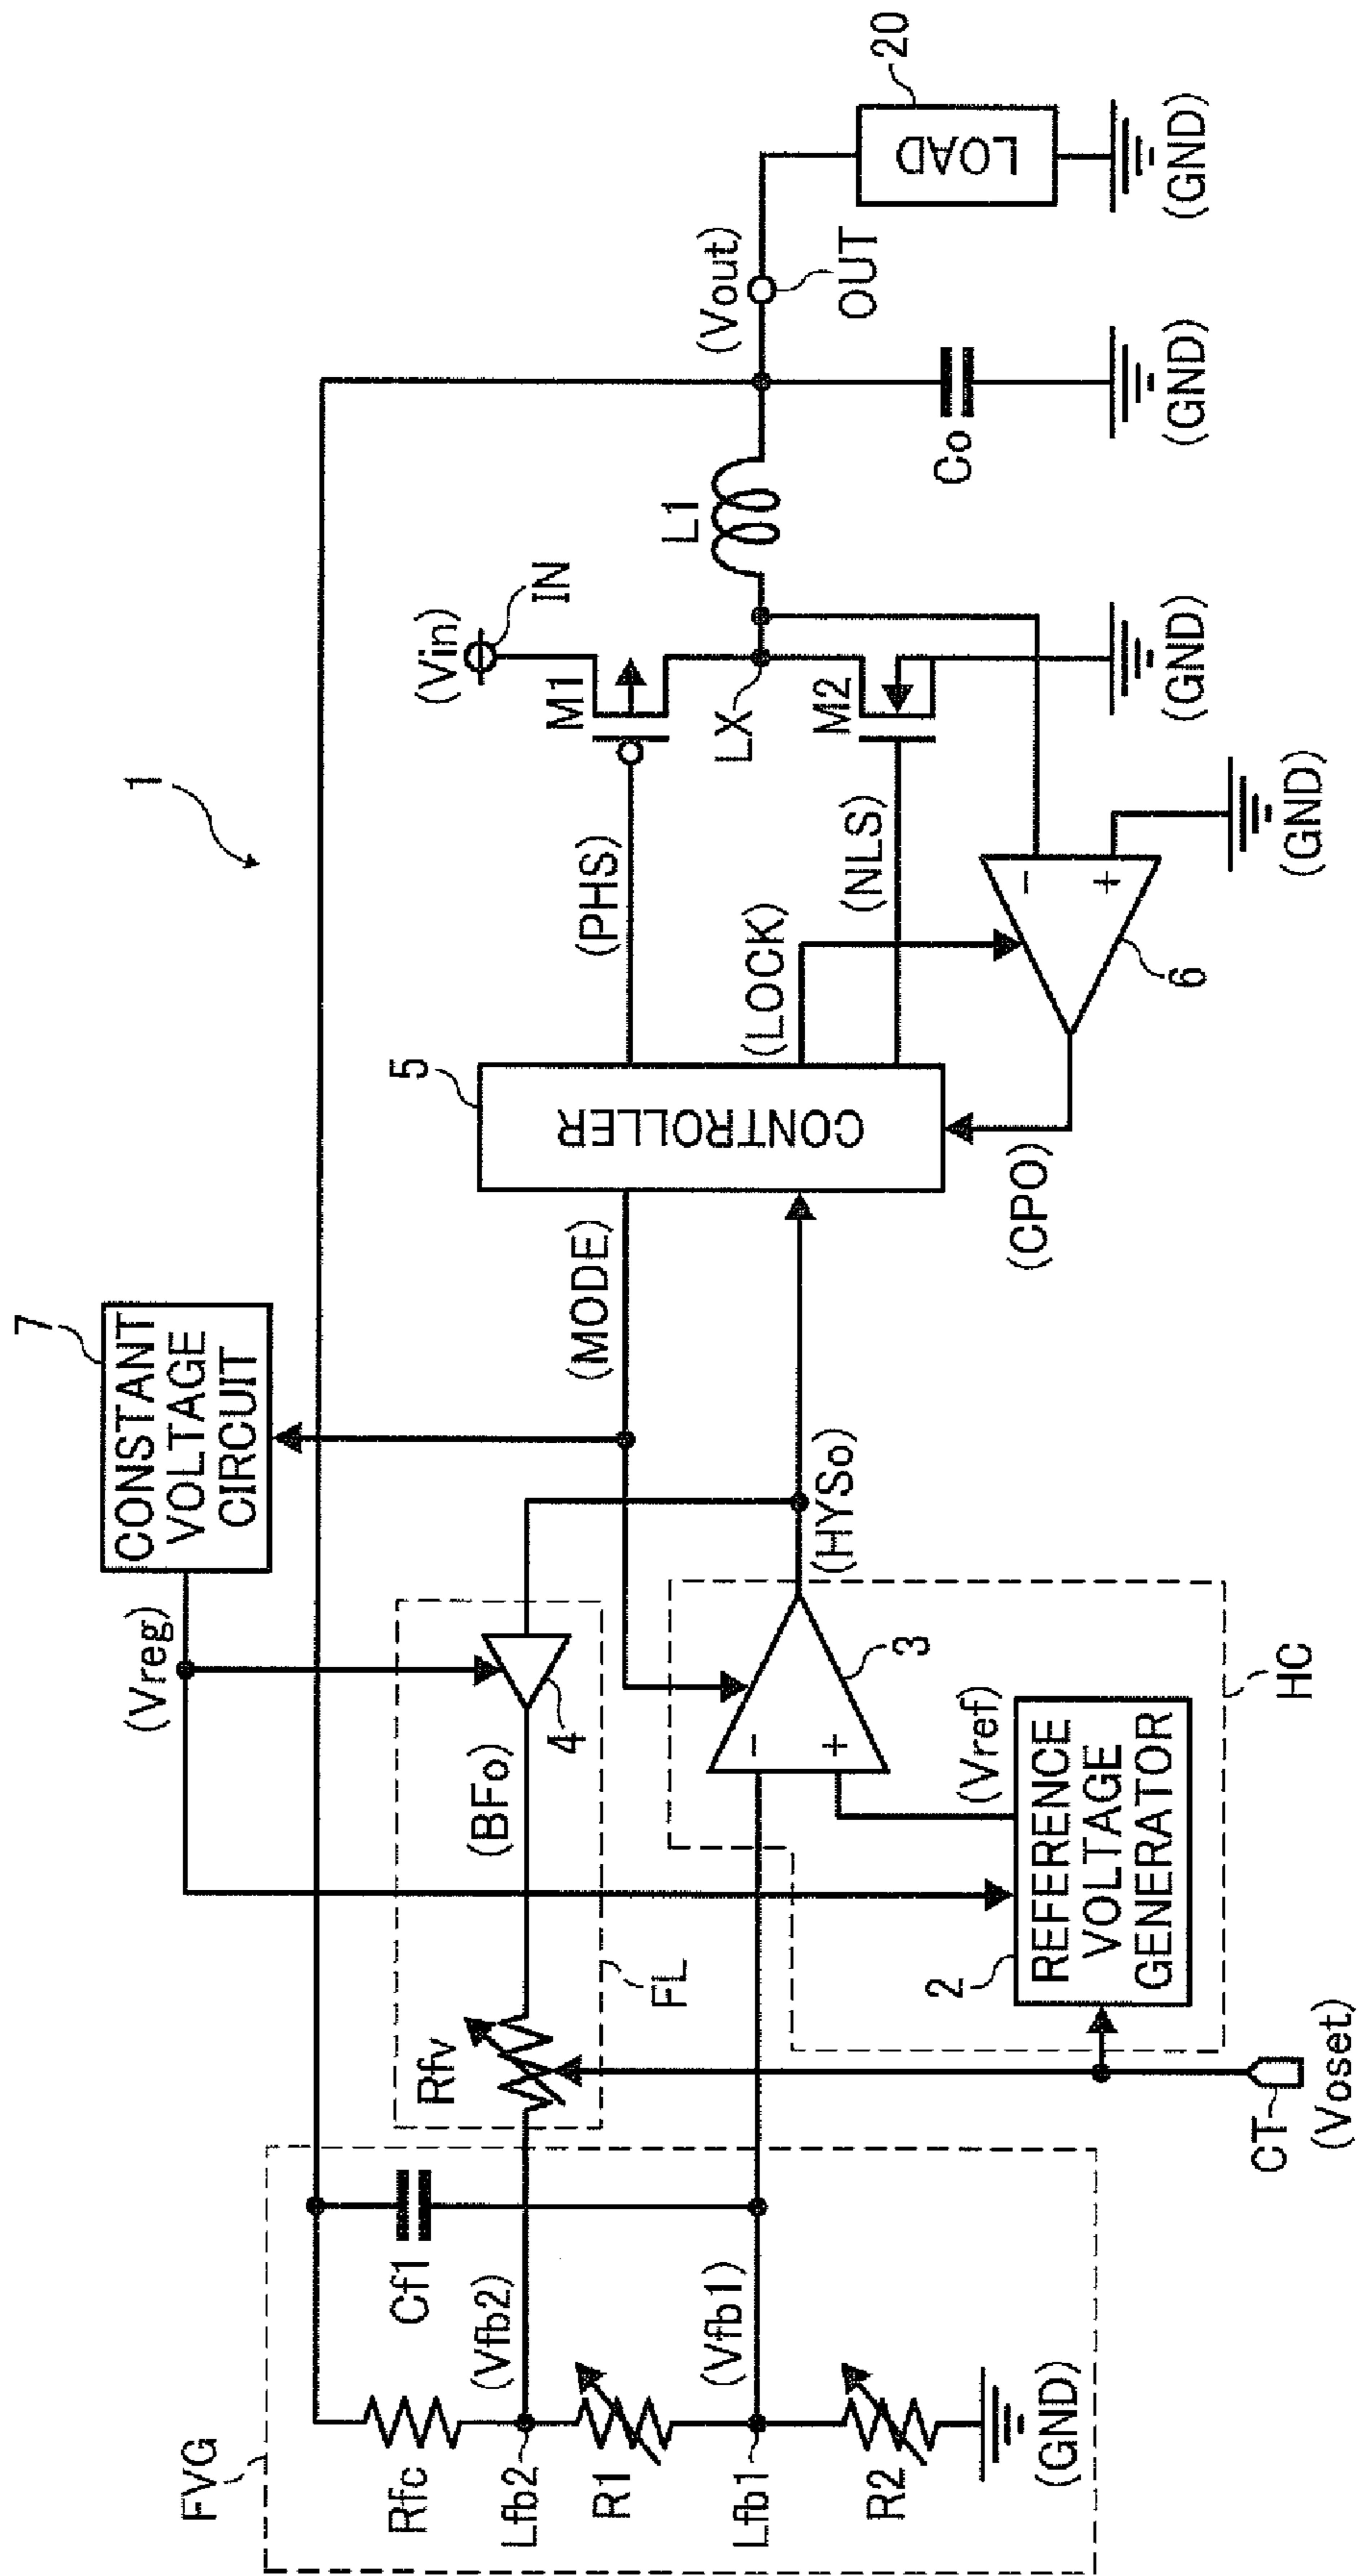 1
7
CONSTANT
VOLTAGE
CIRCUIT
(Vreg)
FVG
Rfc
Cf1
Lfb2
(Vfb2)
R1
Lfb1
(Vfb1)
R2
(GND)
Rfv
FL
(BFo)
4
(MODE)
(HYSo)
3
HC
(Vref)
2
REFERENCE
VOLTAGE
GENERATOR
CT
(Voset)
5
CONTROLLER
(PHS)
(LOCK)
(NLS)
(CPO)
6
-
+
-
+
(GND)
(Vin)
IN
M1
LX
M2
(GND)
L1
Co
(GND)
(Vout)
OUT
LOAD
20
(GND)